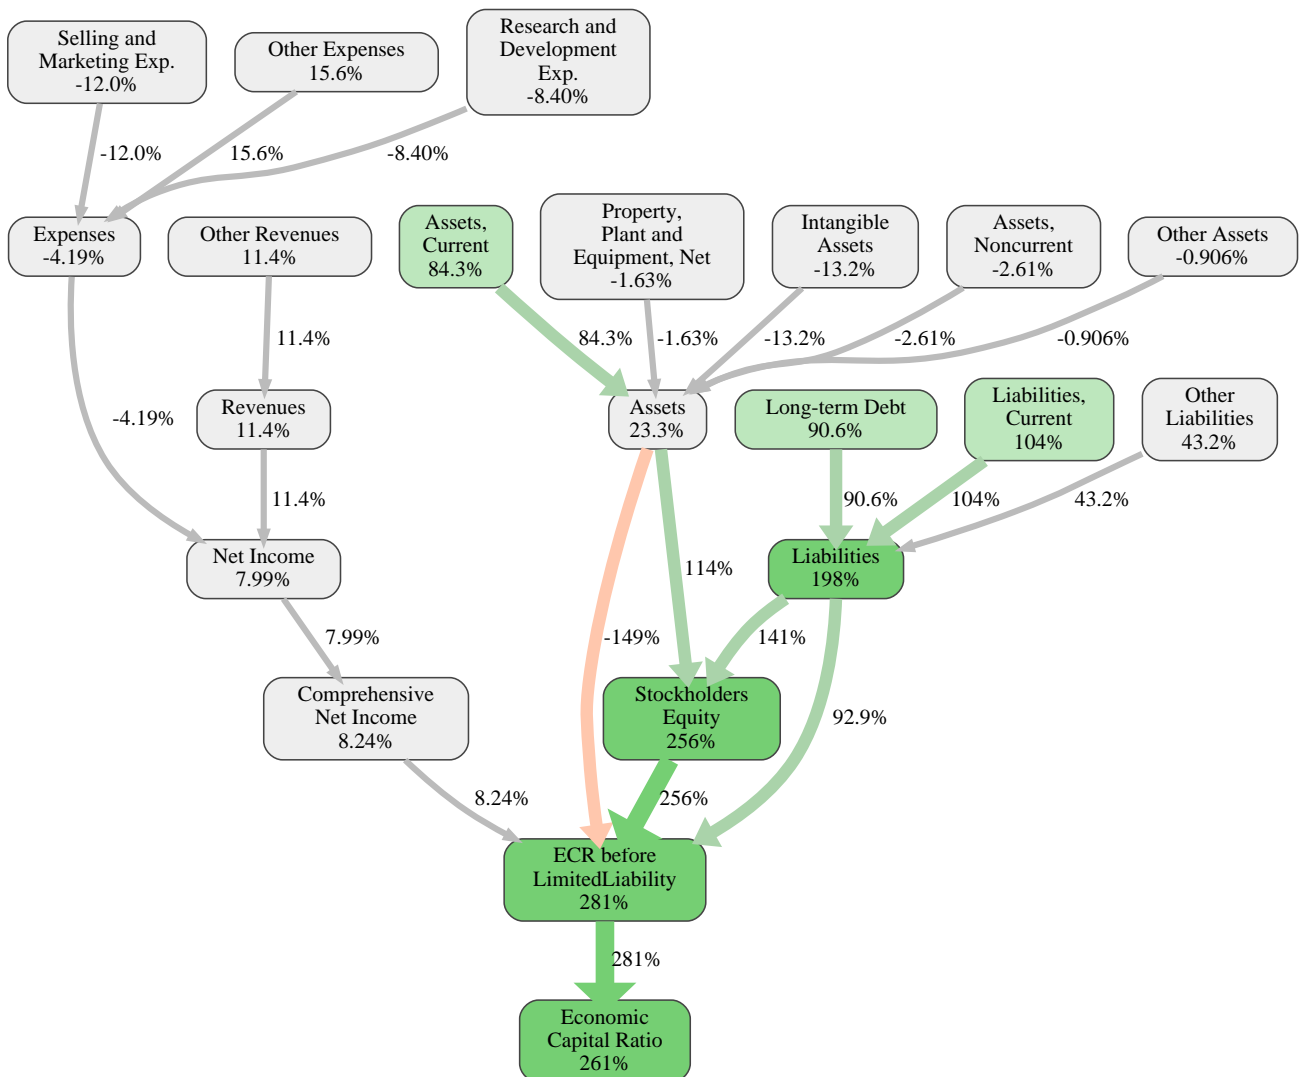 Selling and
Marketing Exp.
-12.0%
Other Expenses
15.6%
Research and
Development
Exp.
-8.40%
-12.0%
15.6%
-8.40%
Expenses
-4.19%
Other Revenues
11.4%
Assets,
Current
84.3%
Property,
Plant and
Equipment, Net
-1.63%
Intangible
Assets
-13.2%
Assets,
Noncurrent
-2.61%
Other Assets
-0.906%
11.4%
84.3%
-1.63%
-13.2%
-2.61%
-0.906%
-4.19%
Revenues
11.4%
Assets
23.3%
Long-term Debt
90.6%
Liabilities,
Current
104%
Other
Liabilities
43.2%
11.4%
90.6%
104%
43.2%
Net Income
7.99%
114%
Liabilities
198%
7.99%
-149%
141%
Comprehensive
Net Income
8.24%
Stockholders
Equity
256%
92.9%
8.24%
256%
ECR before
LimitedLiability
281%
281%
Economic
Capital Ratio
261%